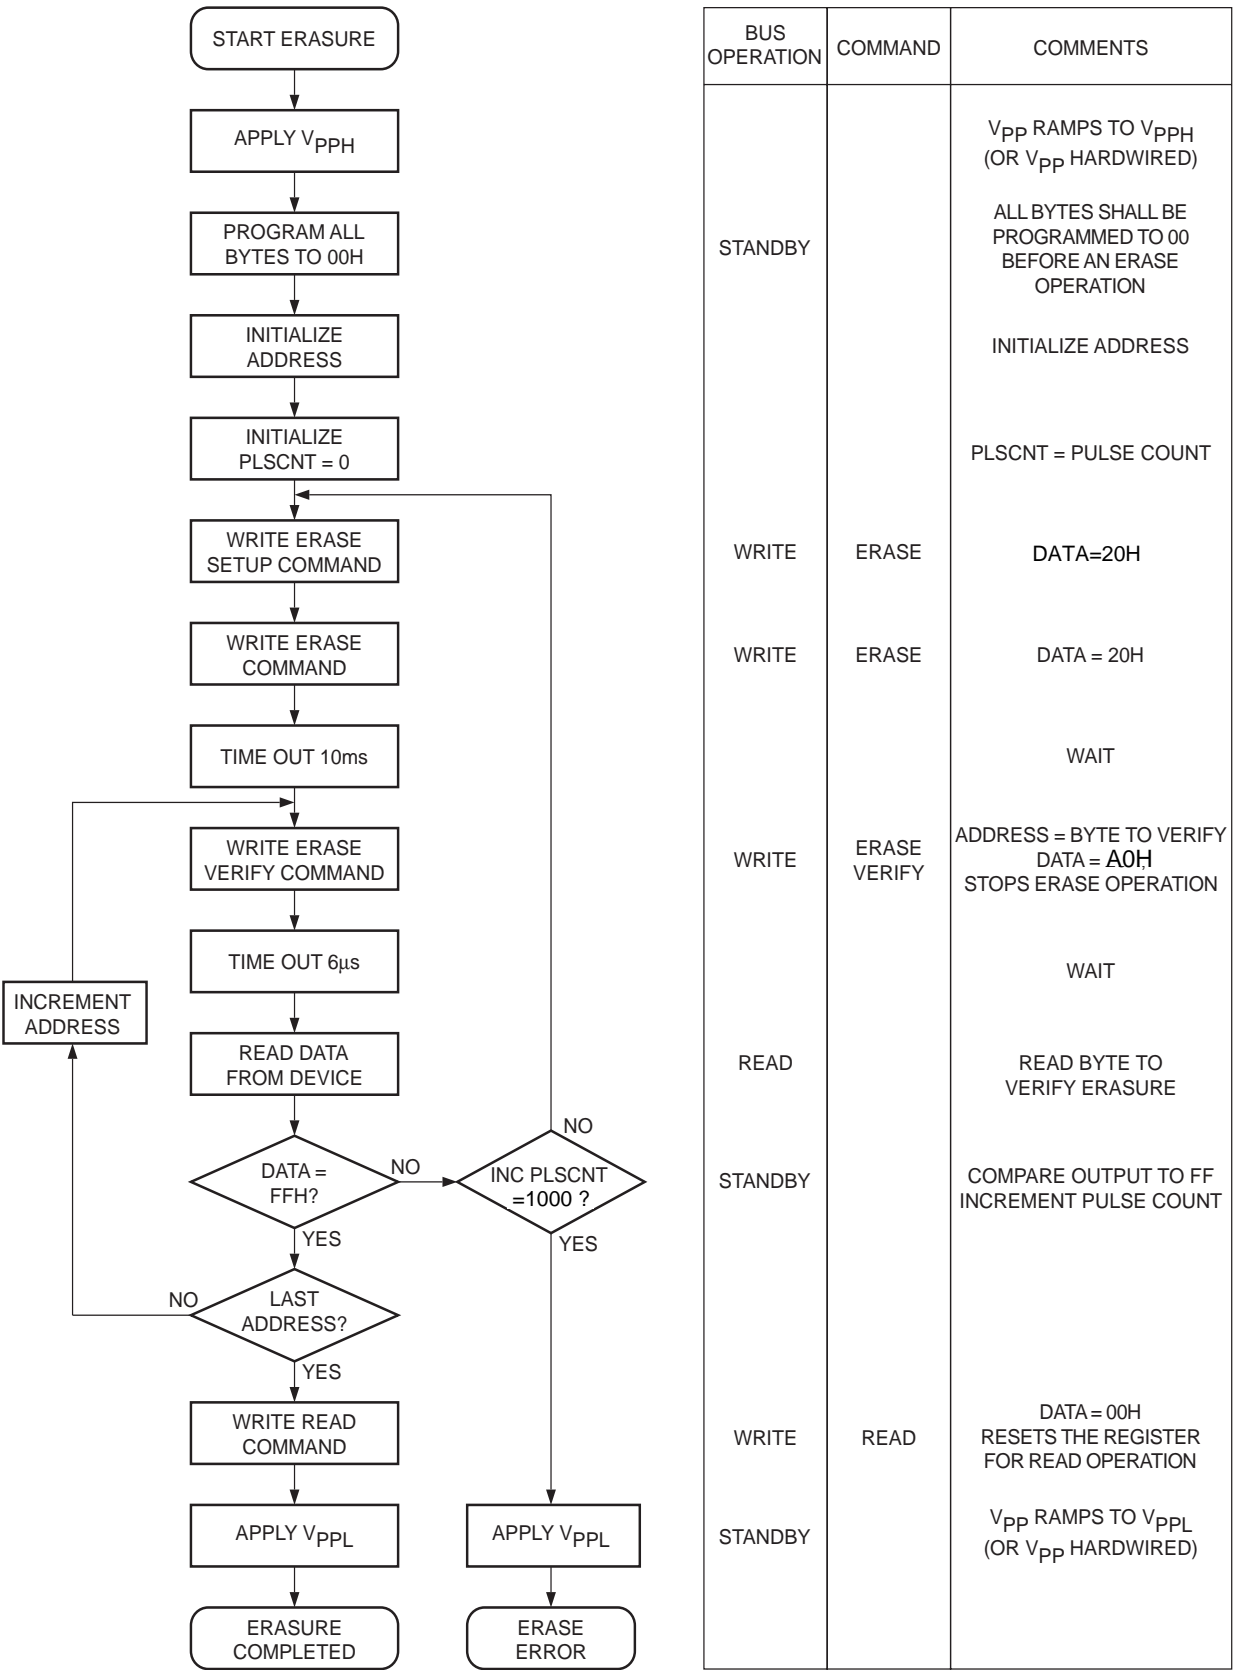 START ERASURE
APPLY VPPH
PROGRAM ALL
BYTES TO 00H
INITIALIZE
ADDRESS
INITIALIZE
PLSCNT = 0
WRITE ERASE
SETUP COMMAND
WRITE ERASE
COMMAND
TIME OUT 10ms
WRITE ERASE
VERIFY COMMAND
TIME OUT 6µs
INCREMENT
ADDRESS
READ DATA
FROM DEVICE
DATA =
FFH?
NO
YES
INC PLSCNT
=1000 ?
NO
YES
LAST
ADDRESS?
NO
YES
WRITE READ
COMMAND
APPLY VPPL
ERASURE
COMPLETED
APPLY VPPL
ERASE
ERROR
BUS
OPERATION
COMMAND
COMMENTS
VPP RAMPS TO VPPH
(OR VPP HARDWIRED)
STANDBY
ALL BYTES SHALL BE
PROGRAMMED TO 00
BEFORE AN ERASE
OPERATION
INITIALIZE ADDRESS
PLSCNT = PULSE COUNT
WRITE
ERASE
DATA=20H
WRITE
ERASE
DATA = 20H
WAIT
WRITE
ERASE
VERIFY
ADDRESS = BYTE TO VERIFY
DATA = A0H;
STOPS ERASE OPERATION
WAIT
READ
READ BYTE TO
VERIFY ERASURE
STANDBY
COMPARE OUTPUT TO FF
INCREMENT PULSE COUNT
WRITE
READ
DATA = 00H
RESETS THE REGISTER
FOR READ OPERATION
STANDBY
VPP RAMPS TO VPPL
(OR VPP HARDWIRED)